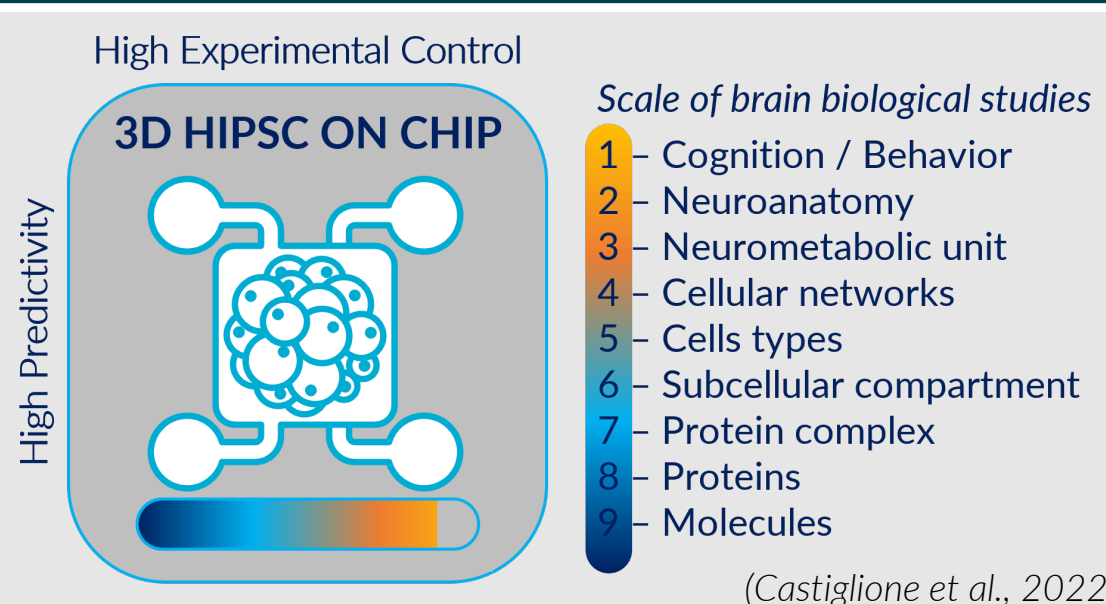 High Experimental Control
3D HIPSC ON CHIP
High Predictivity
Scale of brain biological studies
1 – Cognition / Behavior
2 – Neuroanatomy
3 – Neurometabolic unit
4 – Cellular networks
5 – Cells types
6 – Subcellular compartment
7 – Protein complex
8 – Proteins
9 – Molecules
(Castiglione et al., 2022